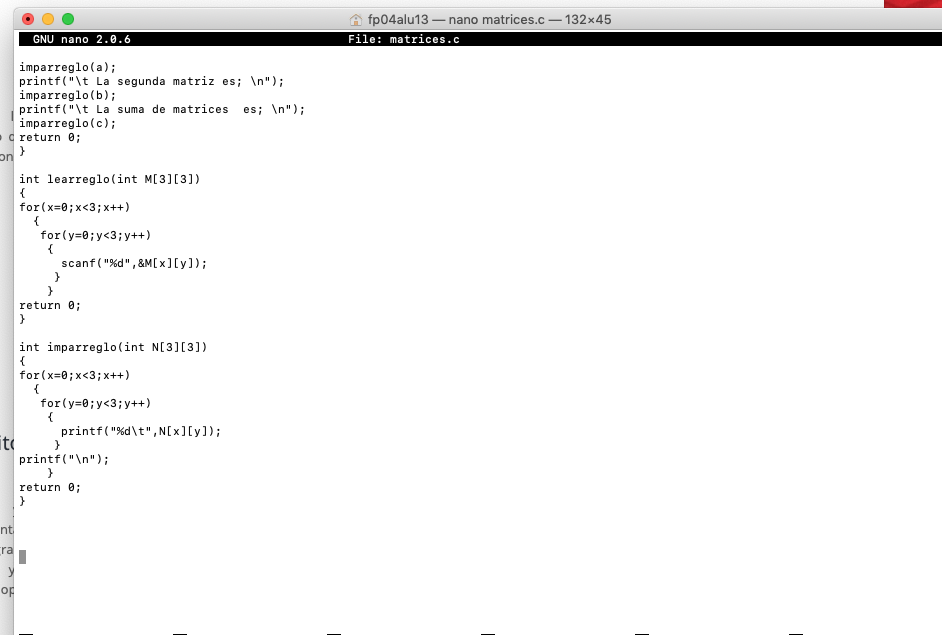 fp04alu13 — nano matrices.c — 132×45
GNU nano 2.0.6 File: matrices.c
imparreglo(a);
printf("\t La segunda matriz es; \n");
imparreglo(b);
printf("\t La suma de matrices  es; \n");
imparreglo(c);
return 0;
}
int learreglo(int M[3][3])
{
for(x=0;x<3;x++)
{
for(y=0;y<3;y++)
{
scanf("%d",&M[x][y]);
}
}
return 0;
}
int imparreglo(int N[3][3])
{
for(x=0;x<3;x++)
{
for(y=0;y<3;y++)
{
printf("%d\t",N[x][y]);
}
printf("\n");
}
return 0;
}